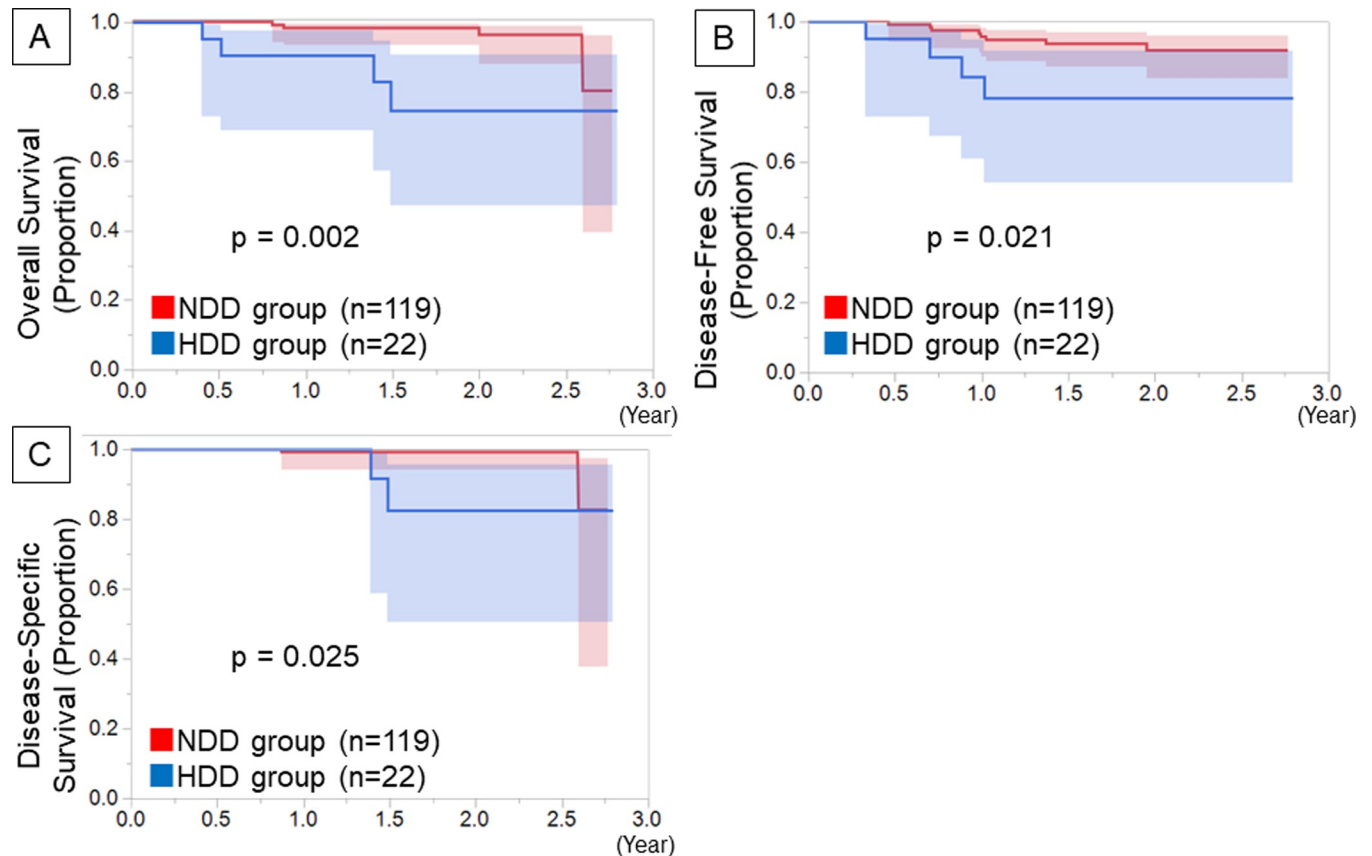 A
Overall Survival
(Proportion)
1.0
0.8
0.6
0.4
0.2
0.0
p = 0.002
NDD group (n=119)
HDD group (n=22)
0.0 0.5 1.0 1.5 2.0 2.5 3.0
(Year)
B
Disease-Free Survival
(Proportion)
1.0
0.8
0.6
0.4
0.2
0.0
p = 0.021
NDD group (n=119)
HDD group (n=22)
0.0 0.5 1.0 1.5 2.0 2.5 3.0
(Year)
C
Disease-Specific
Survival (Proportion)
1.0
0.8
0.6
0.4
0.2
0.0
p = 0.025
NDD group (n=119)
HDD group (n=22)
0.0 0.5 1.0 1.5 2.0 2.5 3.0
(Year)